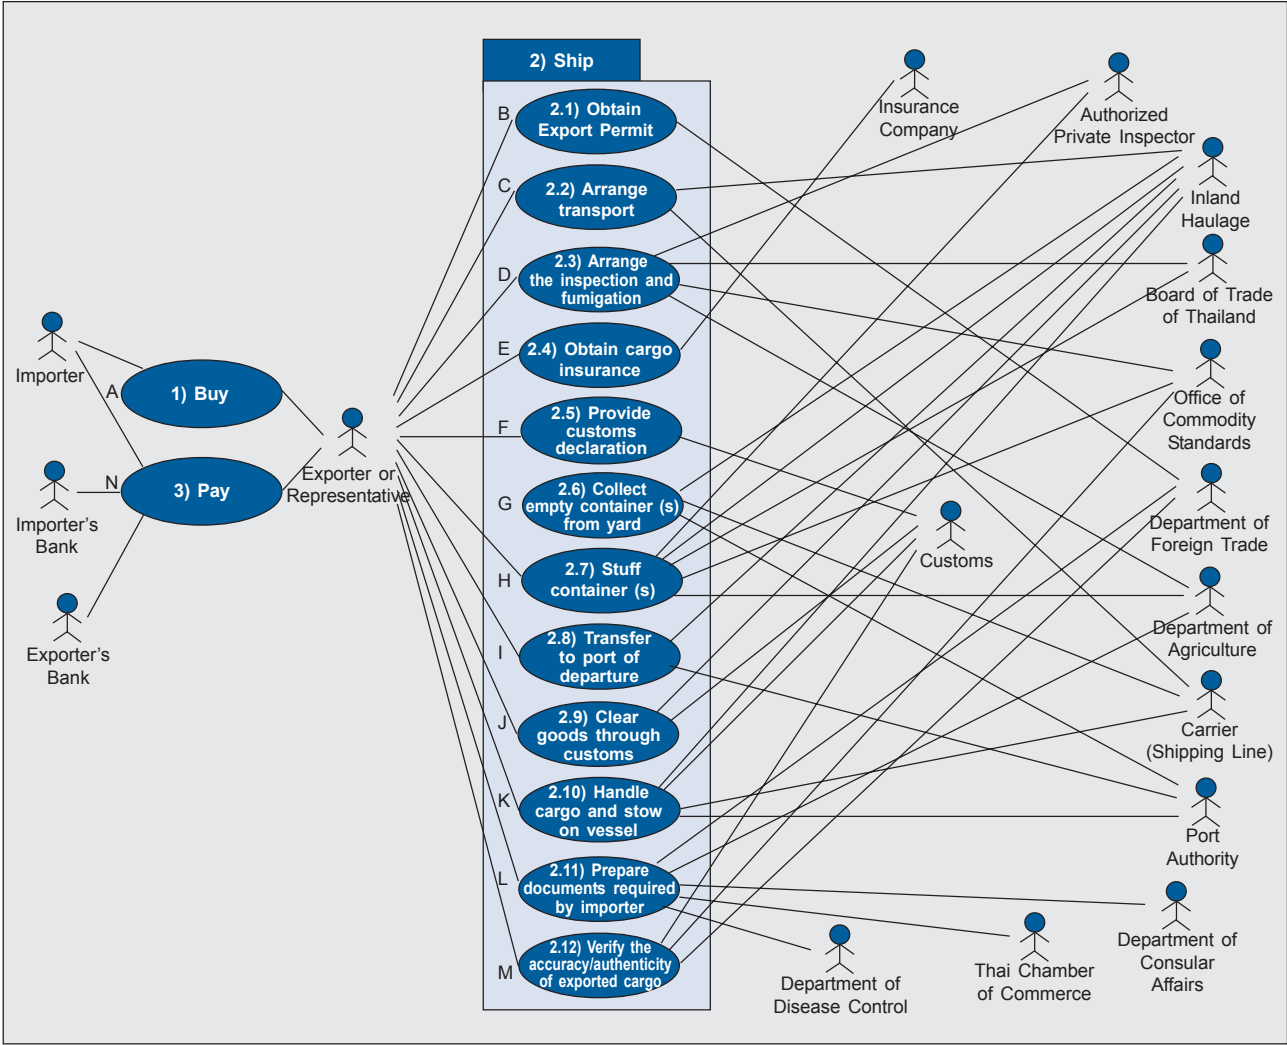 2) Ship
B
2.1) Obtain
Export Permit
C
2.2) Arrange
transport
D
2.3) Arrange
the inspection and
fumigation
E
2.4) Obtain cargo
insurance
F
2.5) Provide
customs
declaration
G
2.6) Collect
empty container (s)
from yard
H
2.7) Stuff
container (s)
I
2.8) Transfer
to port of
departure
J
2.9) Clear
goods through
customs
K
2.10) Handle
cargo and stow
on vessel
L
2.11) Prepare
documents required
by importer
M
2.12) Verify the
accuracy/authenticity
of exported cargo
Importer
A
1) Buy
N
3) Pay
Importer's
Bank
Exporter's
Bank
Exporter or
Representative
Insurance
Company
Authorized
Private Inspector
Inland
Haulage
Board of Trade
of Thailand
Office of
Commodity
Standards
Department of
Foreign Trade
Customs
Department of
Agriculture
Carrier
(Shipping Line)
Port
Authority
Department of
Consular
Affairs
Thai Chamber
of Commerce
Department of
Disease Control